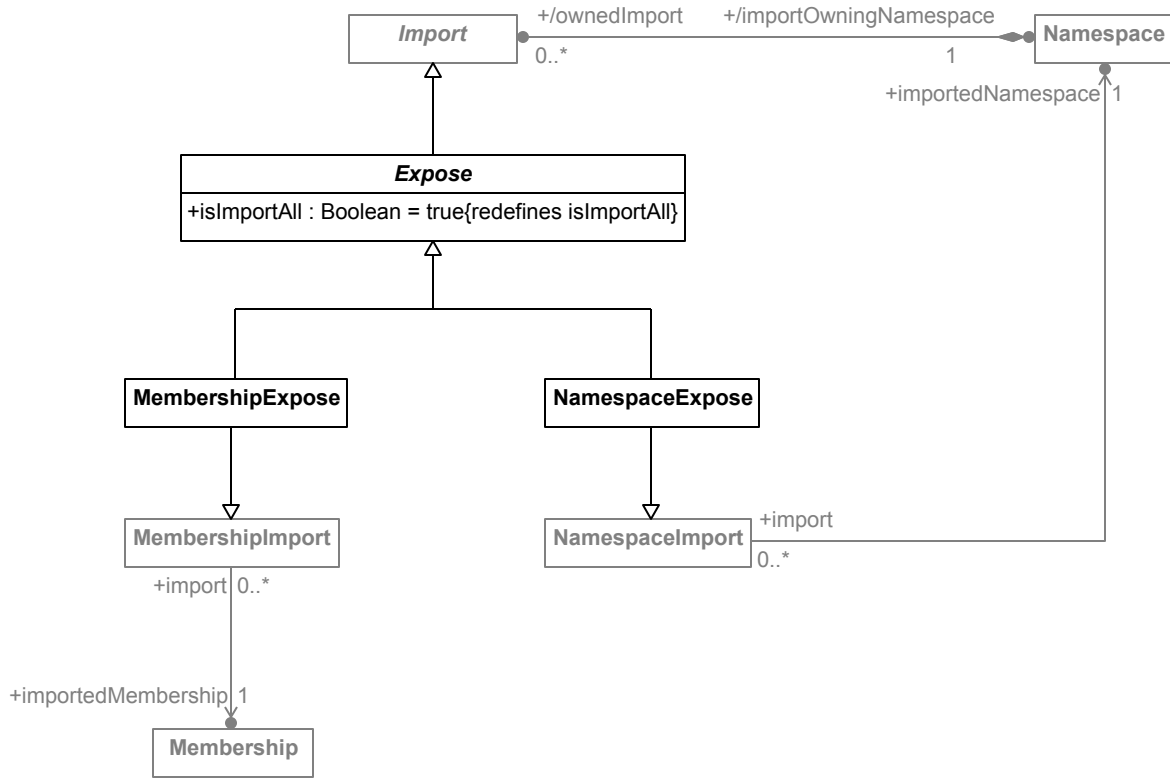 +/ownedImport
+/importOwningNamespace
Import
Namespace
0..*
1
+importedNamespace 1
Expose
+isImportAll : Boolean = true{redefines isImportAll}
MembershipExpose
NamespaceExpose
+import
MembershipImport
NamespaceImport
0..*
+import 0..*
+importedMembership 1
Membership